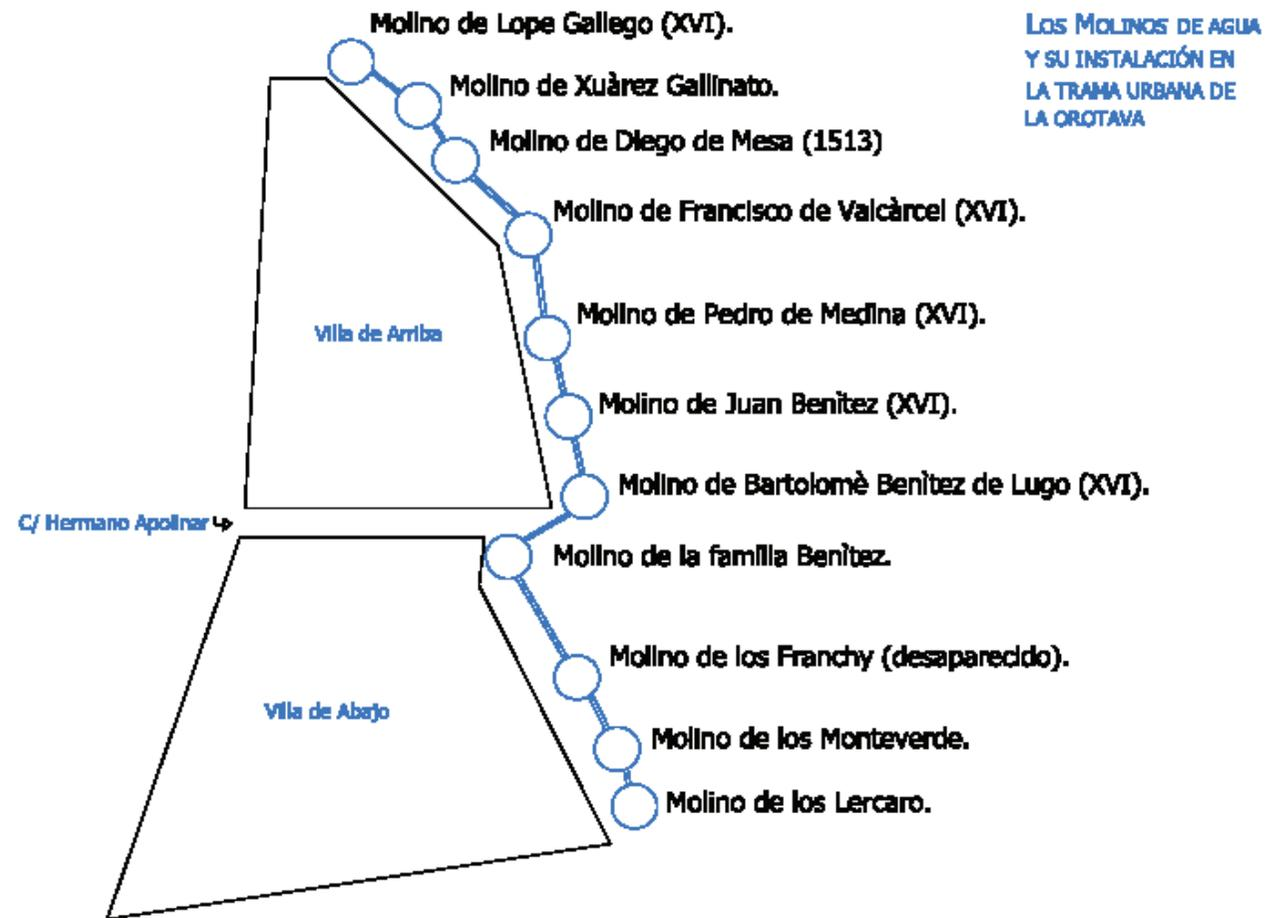 Molino de Lope Gallego (XVI).
LOS MOLINOS DE AGUA
Y SU INSTALACIÓN EN
LA TRAMA URBANA DE
LA OROTAVA
Molino de Xuàrez Gallinato.
Molino de Diego de Mesa (1513)
Molino de Francisco de Valcàrcel (XVI).
Molino de Pedro de Medina (XVI).
Villa de Arriba
Molino de Juan Benìtez (XVI).
Molino de Bartolomè Benìtez de Lugo (XVI).
C/ Hermano Apolinar
Molino de la familia Benìtez.
Molino de los Franchy (desaparecido).
Villa de Abajo
Molino de los Monteverde.
Molino de los Lercaro.